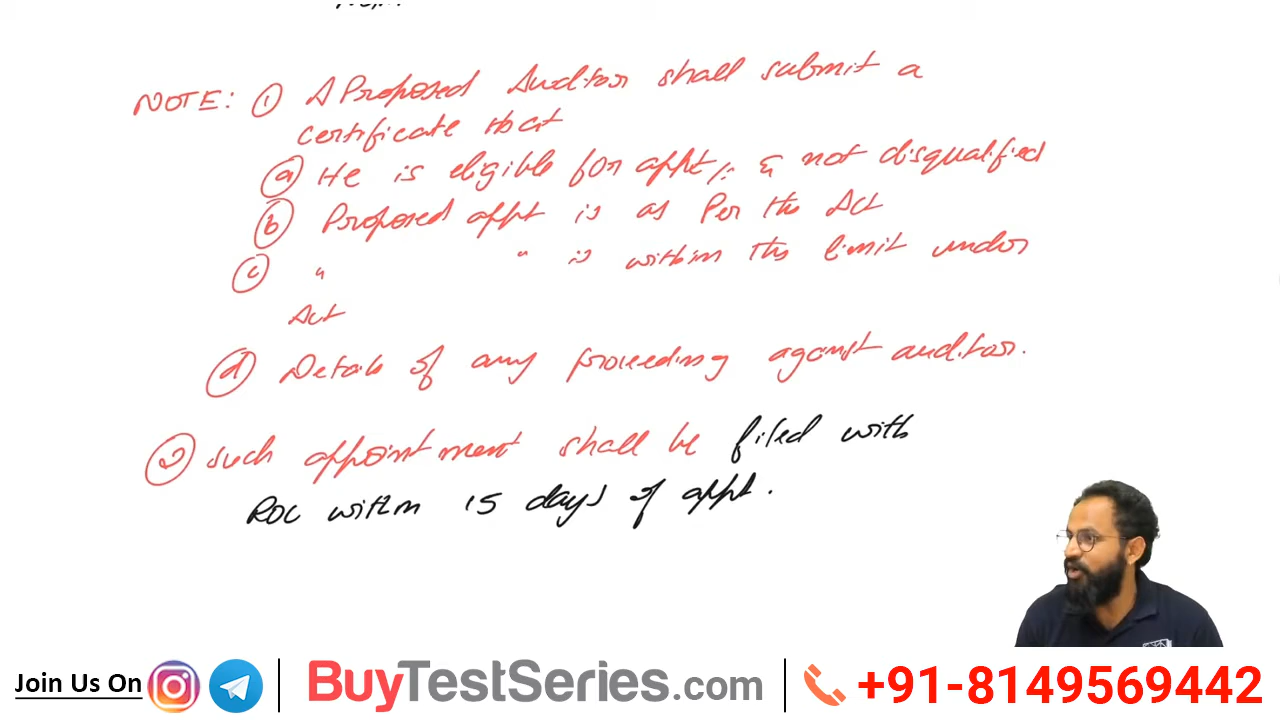 NOTE: ① A Proposed Auditor shall submit a
certificate that
ⓐ He is eligible for appt /: & not disqualified
ⓑ Proposed appt is as Per the Act
ⓒ " " is within the limit under
Act
ⓓ Details of any proceeding against auditor.
② such appointment shall be filed with
ROC within 15 days of appt.
Join Us On BuyTestSeries.com +91-8149569442